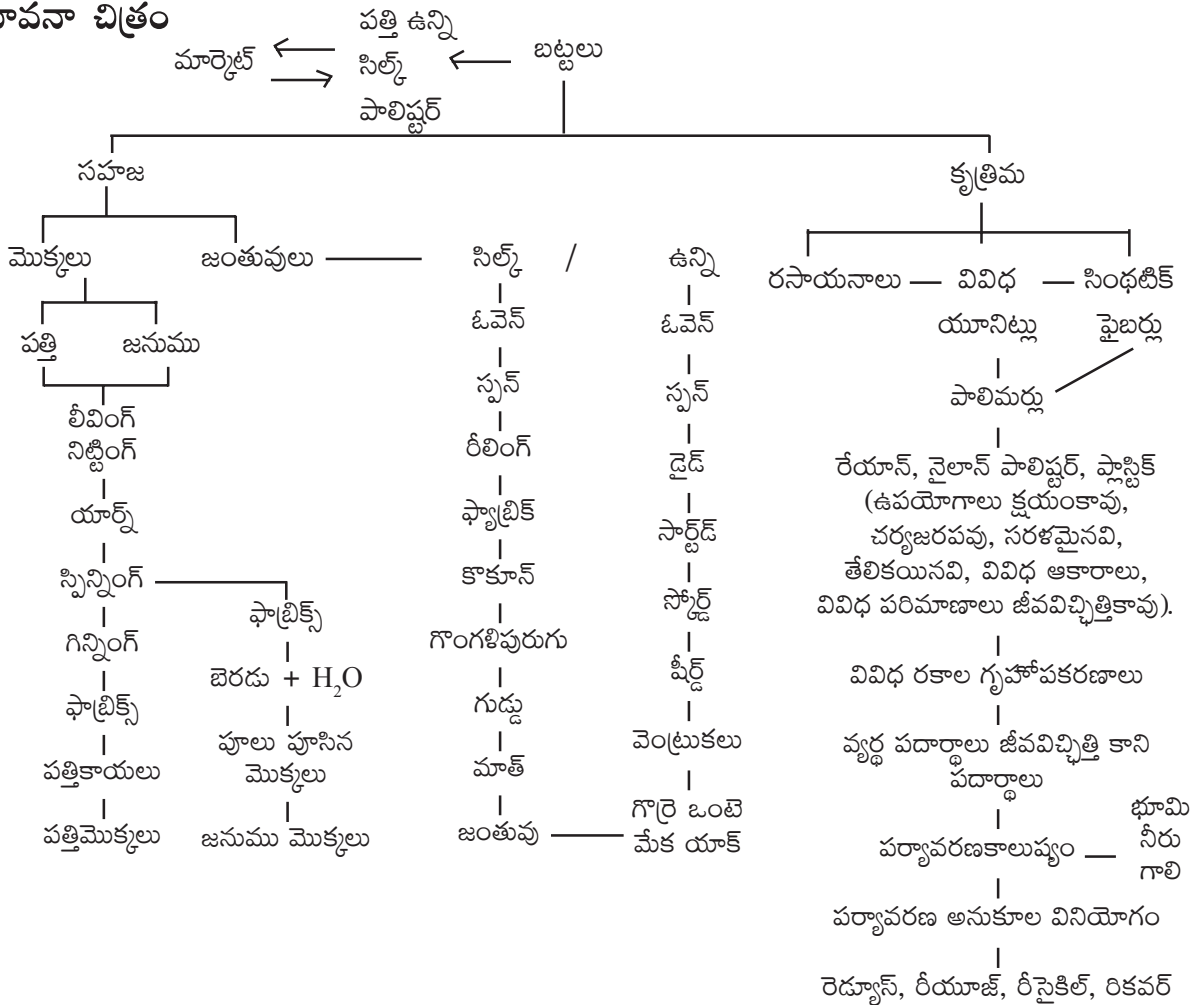 చిత్రం
పత్తి ఉన్ని
మార్కెట్
సిల్క్
బట్టలు
పాలిష్టర్
సహజ
కృత్రిమ
మొక్కలు
జంతువులు
సిల్క్ / ఉన్ని
రసాయనాలు
వివిధ
సింథటిక్
యూనిట్లు
ఫైబర్లు
పాలిమర్లు
పత్తి
జనుము
లీవింగ్
నిట్టింగ్
యార్న్
స్పిన్నింగ్
గిన్నింగ్
ఫాబ్రిక్స్
పత్తికాయలు
పత్తిమొక్కలు
ఫాబ్రిక్స్
బెరడు + H₂O
పూలు పూసిన
మొక్కలు
జనుము మొక్కలు
ఓవెన్
స్పన్
రీలింగ్
ఫ్యాబ్రిక్
కొకూన్
గొంగళిపురుగు
గుడ్డు
మాత్
జంతువు
ఓవెన్
స్పన్
డైడ్
సార్ట్‌డ్
స్కోర్డ్
షీర్డ్
వెంట్రుకలు
గొర్రె ఒంటె
మేక యాక్
రేయాన్, నైలాన్ పాలిష్టర్, ప్లాస్టిక్
(ఉపయోగాలు క్షయంకావు,
చర్యజరపవు, సరళమైనవి,
తేలికయినవి, వివిధ ఆకారాలు,
వివిధ పరిమాణాలు జీవవిచ్ఛిత్తికావు).
వివిధ రకాల గృహోపకరణాలు
వ్యర్థ పదార్థాలు జీవవిచ్ఛిత్తి కాని
పదార్థాలు
పర్యావరణకాలుష్యం
భూమి
నీరు
గాలి
పర్యావరణ అనుకూల వినియోగం
రెడ్యూస్, రీయూజ్, రీసైకిల్, రికవర్